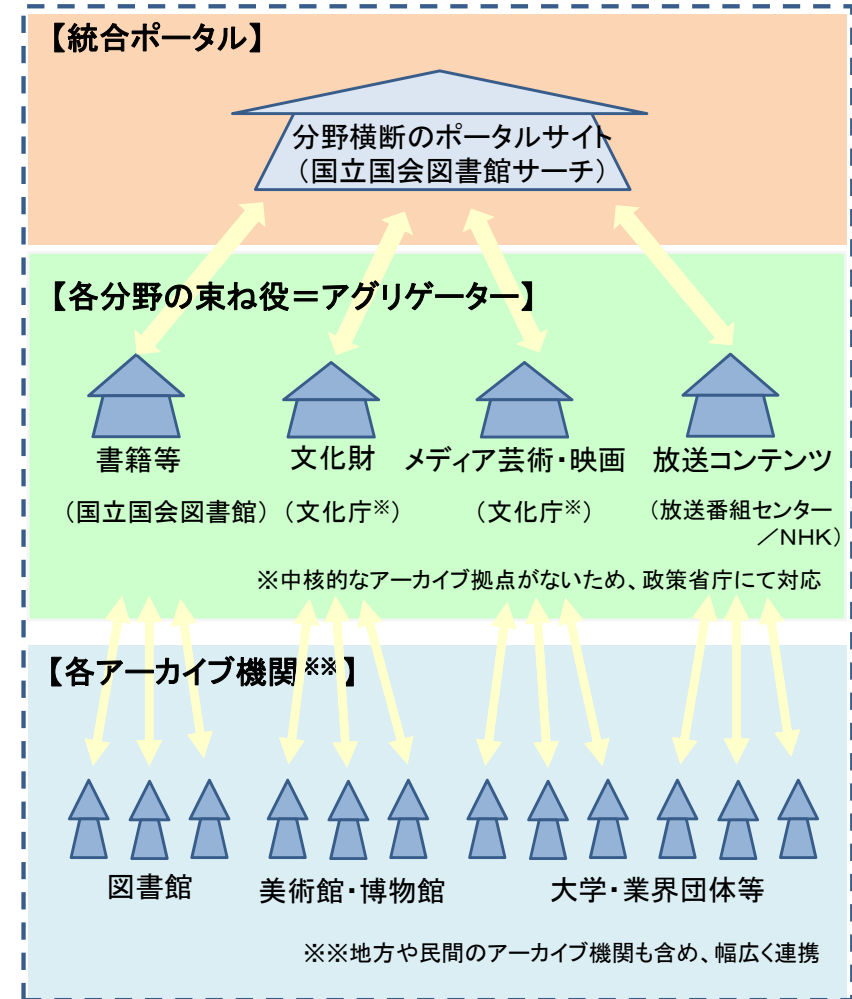 【統合ポータル】
分野横断のポータルサイト
（国立国会図書館サーチ）
【各分野の束ね役＝アグリゲーター】
書籍等
文化財
メディア芸術・映画
放送コンテンツ
（国立国会図書館）
（文化庁※）
（文化庁※）
（放送番組センター
／NHK）
※中核的なアーカイブ拠点がないため、政策省庁にて対応
【各アーカイブ機関※※】
図書館
美術館・博物館
大学・業界団体等
※※地方や民間のアーカイブ機関も含め、幅広く連携